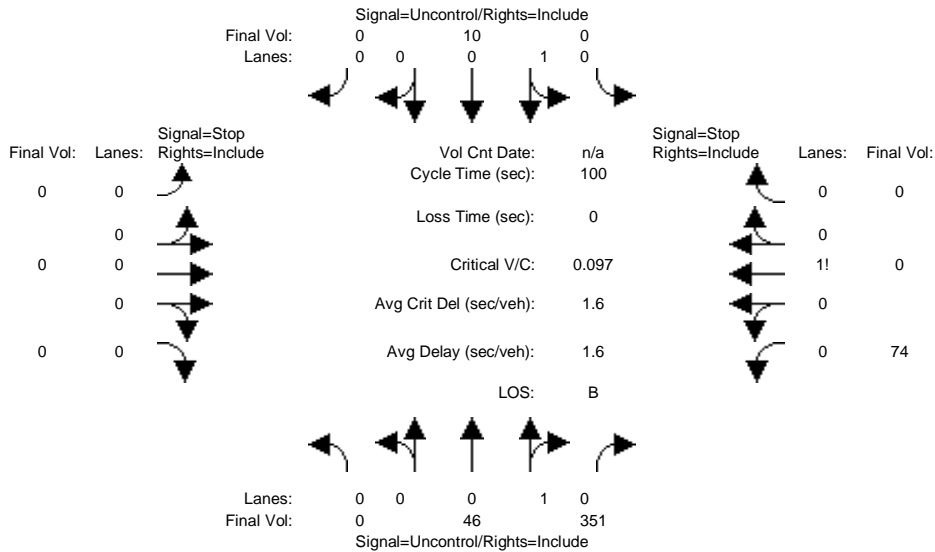 Signal=Uncontrol/Rights=Include
Final Vol: 0 10 0
Lanes: 0 0 0 1 0
Signal=Stop Signal=Stop
Final Vol: Lanes: Rights=Include Vol Cnt Date: n/a Rights=Include Lanes: Final Vol:
Cycle Time (sec): 100
0 0 0 0
Loss Time (sec): 0
0 0
0 0 Critical V/C: 0.097 1! 0
0 Avg Crit Del (sec/veh): 1.6 0
0 0 Avg Delay (sec/veh): 1.6 0 74
LOS: B
Lanes: 0 0 0 1 0
Final Vol: 0 46 351
Signal=Uncontrol/Rights=Include